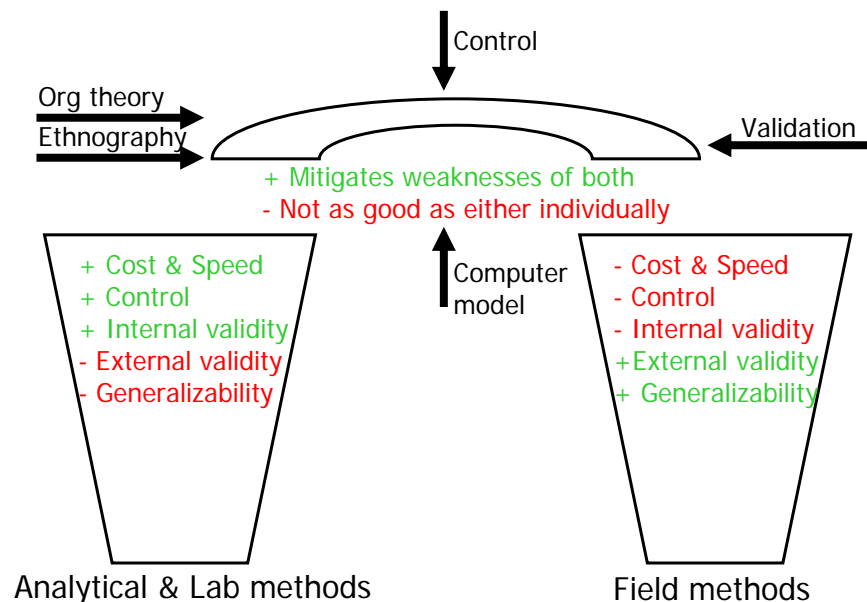 Control
Org theory
Ethnography
Validation
+ Mitigates weaknesses of both
- Not as good as either individually
Computer
model
+ Cost & Speed
+ Control
+ Internal validity
- External validity
- Generalizability
- Cost & Speed
- Control
- Internal validity
+External validity
+ Generalizability
Analytical & Lab methods
Field methods